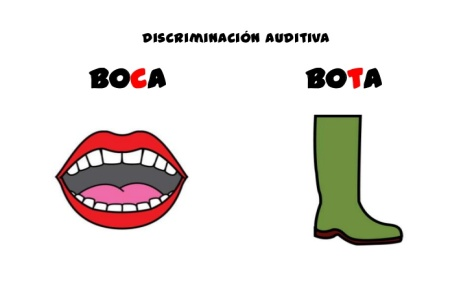 DISCRIMINACIÓN AUDITIVA
BOCA BOTA